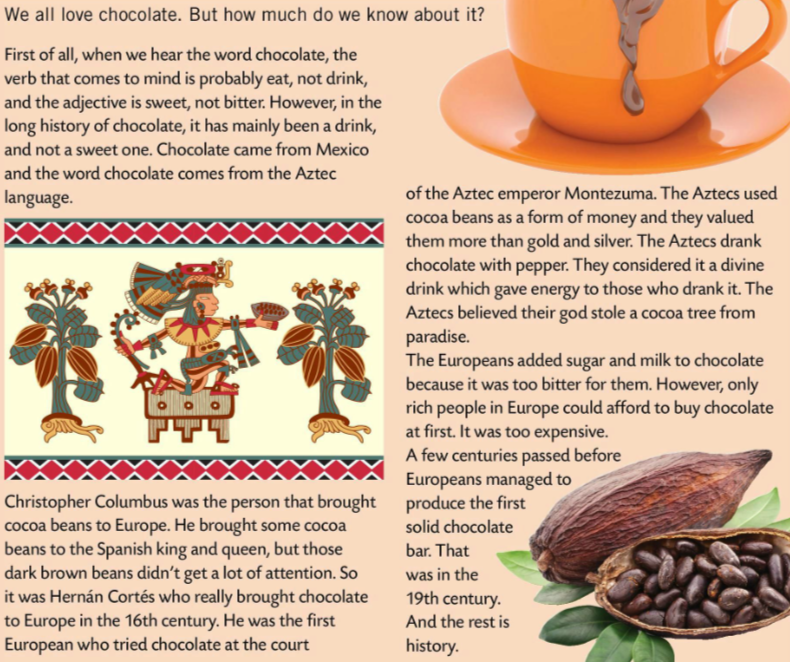 We all love chocolate. But how much do we know about it?
First of all, when we hear the word chocolate, the
verb that comes to mind is probably eat, not drink,
and the adjective is sweet, not bitter. However, in the
long history of chocolate, it has mainly been a drink,
and not a sweet one. Chocolate came from Mexico
and the word chocolate comes from the Aztec
language.
Christopher Columbus was the person that brought
cocoa beans to Europe. He brought some cocoa
beans to the Spanish king and queen, but those
dark brown beans didn't get a lot of attention. So
it was Hernán Cortés who really brought chocolate
to Europe in the 16th century. He was the first
European who tried chocolate at the court
of the Aztec emperor Montezuma. The Aztecs used
cocoa beans as a form of money and they valued
them more than gold and silver. The Aztecs drank
chocolate with pepper. They considered it a divine
drink which gave energy to those who drank it. The
Aztecs believed their god stole a cocoa tree from
paradise.
The Europeans added sugar and milk to chocolate
because it was too bitter for them. However, only
rich people in Europe could afford to buy chocolate
at first. It was too expensive.
A few centuries passed before
Europeans managed to
produce the first
solid chocolate
bar. That
was in the
19th century.
And the rest is
history.